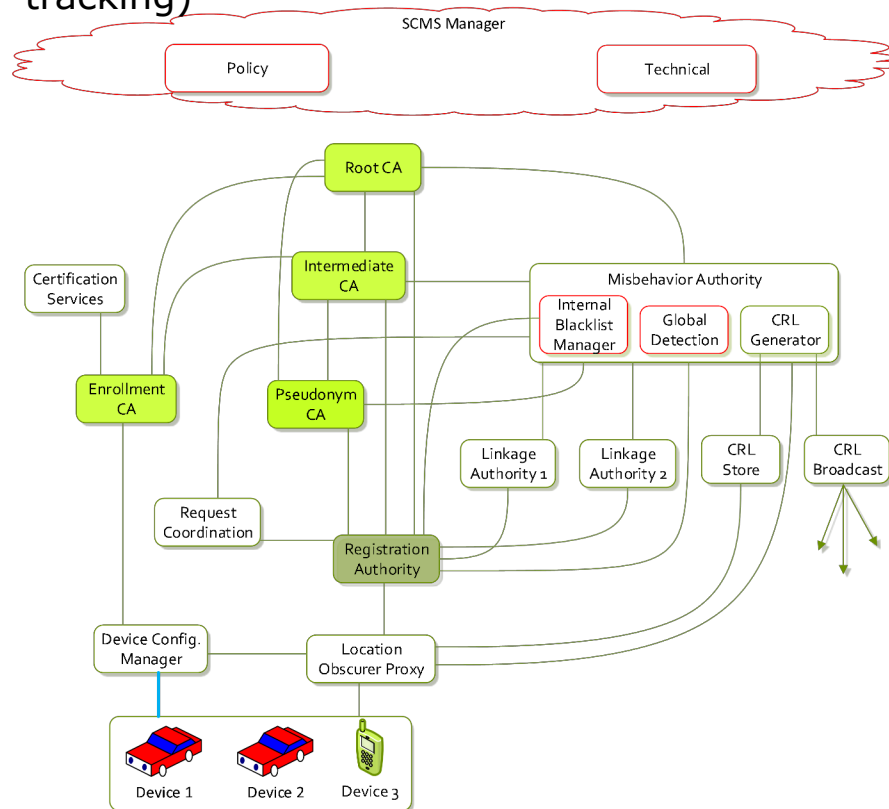 tracking)
SCMS Manager
Policy
Technical
Root CA
Intermediate
CA
Certification
Services
Misbehavior Authority
Internal
Blacklist
Manager
Global
Detection
CRL
Generator
Enrollment
CA
Pseudonym
CA
Linkage
Authority 1
Linkage
Authority 2
CRL
Store
CRL
Broadcast
Request
Coordination
Registration
Authority
Device Config.
Manager
Location
Obscurer Proxy
Device 1
Device 2
Device 3